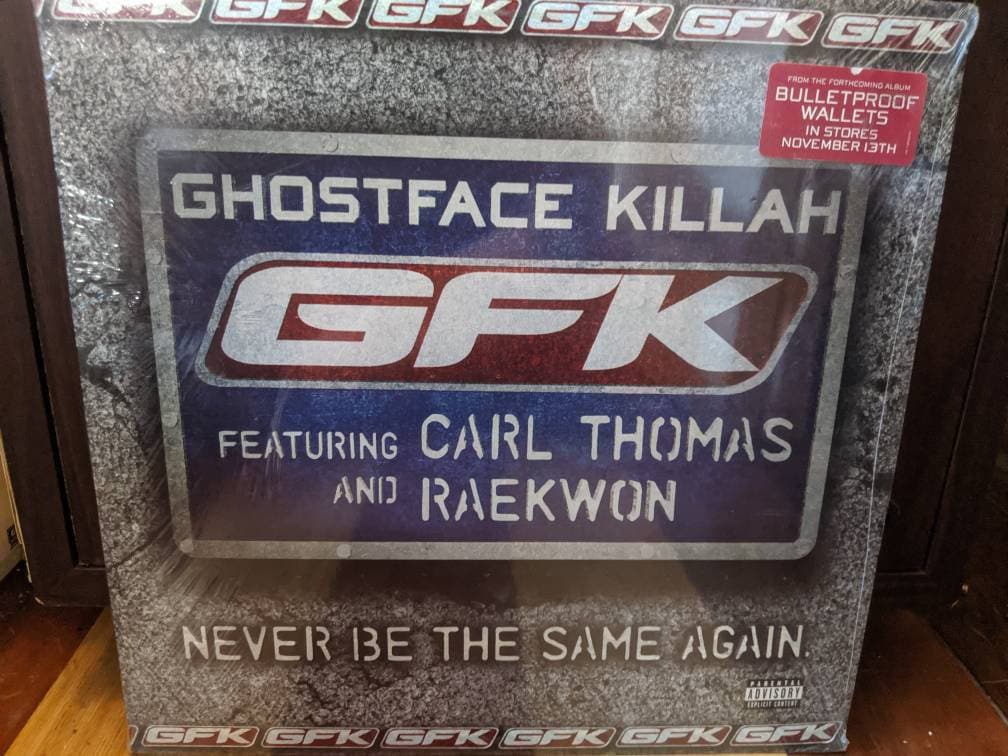 GFK GFK GFK GFK GFK GFK
FROM THE FORTHCOMING ALBUM
BULLETPROOF
WALLETS
IN STORES
NOVEMBER 13TH
GHOSTFACE KILLAH
GFK
FEATURING CARL THOMAS
AND RAEKWON
NEVER BE THE SAME AGAIN.
PARENTAL
ADVISORY
EXPLICIT CONTENT
GFK GFK GFK GFK GFK GFK